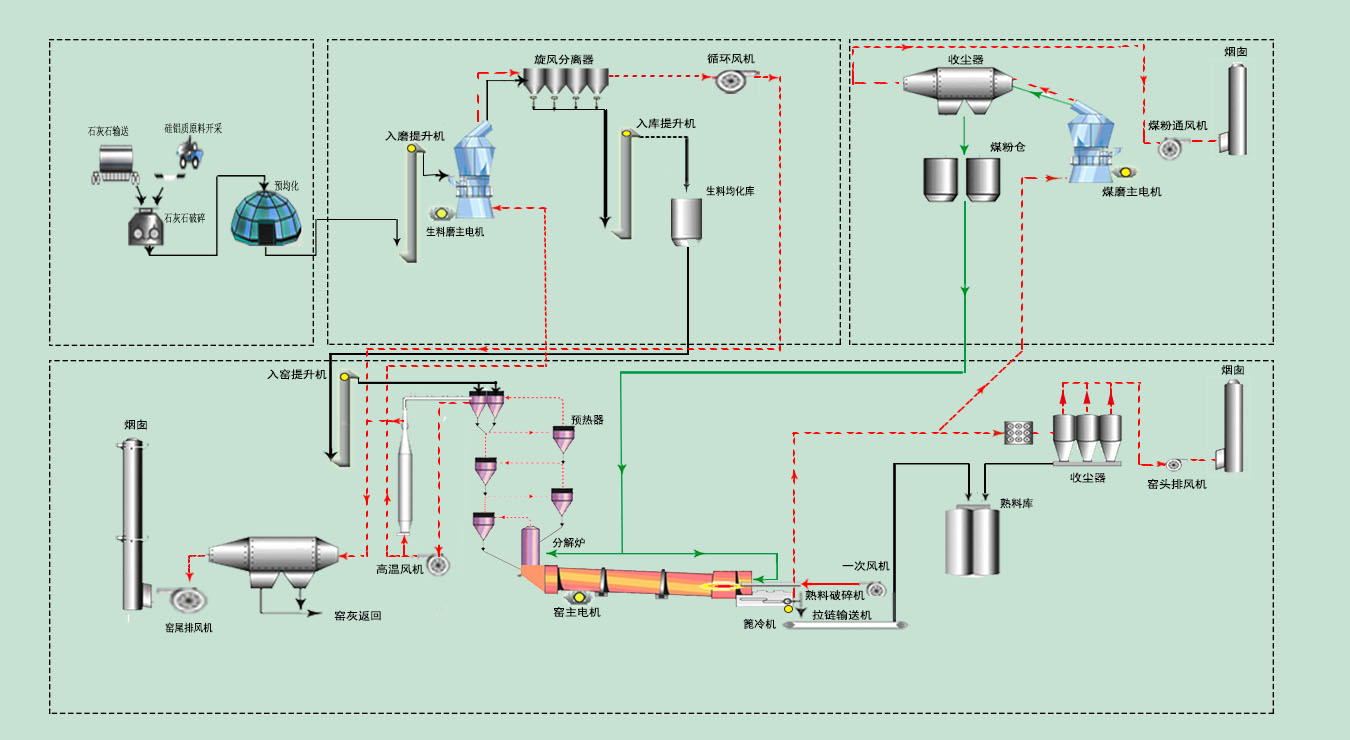 石灰石输送
硅铝质原料开采
石灰石破碎
预均化
旋风分离器
循环风机
入磨提升机
入库提升机
生料磨主电机
生料均化库
收尘器
烟囱
煤粉仓
煤粉通风机
煤磨主电机
入窑提升机
预热器
烟囱
高温风机
分解炉
窑尾排风机
窑灰返回
窑主电机
一次风机
熟料破碎机
拉链输送机
篦冷机
熟料库
收尘器
窑头排风机
烟囱